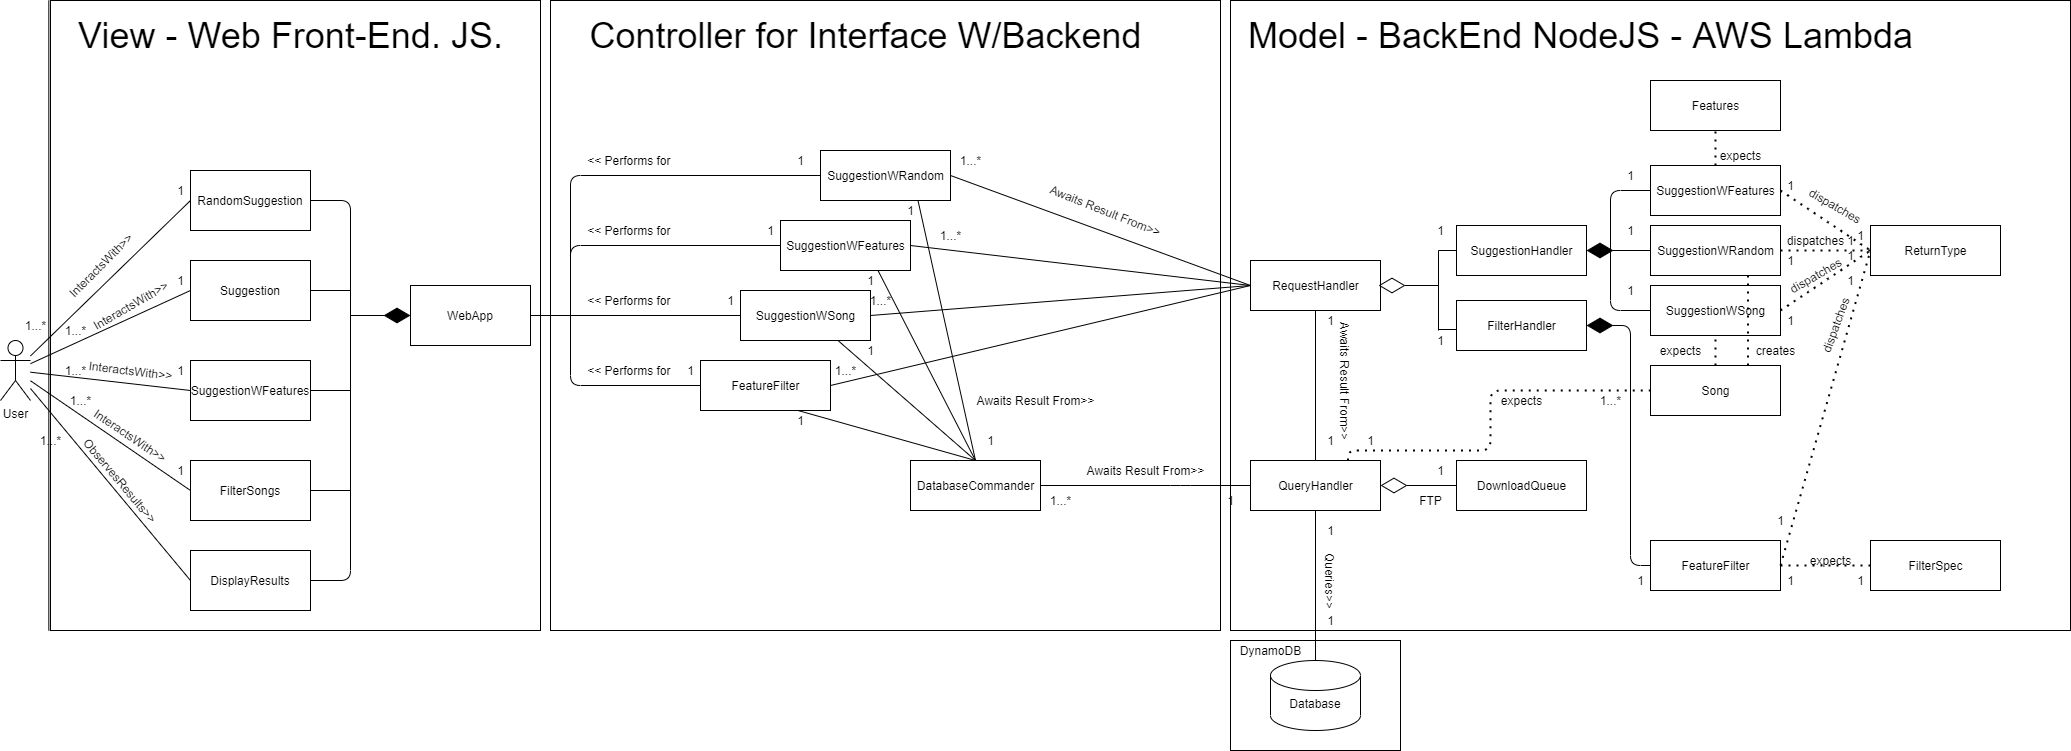 View - Web Front-End. JS.
RandomSuggestion
Suggestion
SuggestionWFeatures
FilterSongs
DisplayResults
WebApp
User
InteractsWith>>
InteractsWith>>
InteractsWith>>
InteractsWith>>
ObservesResults>>
1
1
1
1
1...*
1...*
1...*
1...*
1...*
Controller for Interface W/Backend
<< Performs for
1
SuggestionWRandom
1...*
Awaits Result From>>
1
<< Performs for
1
SuggestionWFeatures
1...*
1
<< Performs for
1
SuggestionWSong
1...*
1
<< Performs for
1
FeatureFilter
1...*
1
Awaits Result From>>
1
DatabaseCommander
Awaits Result From>>
1...*
1
Model - BackEnd NodeJS - AWS Lambda
Features
expects
1
SuggestionWFeatures
1
dispatches
1
1
SuggestionHandler
1
SuggestionWRandom
dispatches
1
1
ReturnType
1
dispatches
1
RequestHandler
1
SuggestionWSong
1
1
Awaits Result From>>
FilterHandler
1
dispatches
expects
creates
Song
expects
1...*
1
1
QueryHandler
1
FTP
DownloadQueue
1
Queries>>
1
1
FeatureFilter
1
expects
1
1
FilterSpec
DynamoDB
Database